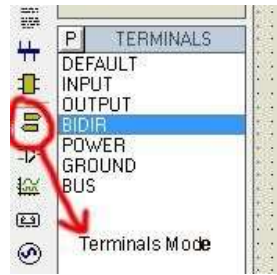 P TERMINALS
DEFAULT
INPUT
OUTPUT
BIDIR
POWER
GROUND
BUS
Terminals Mode